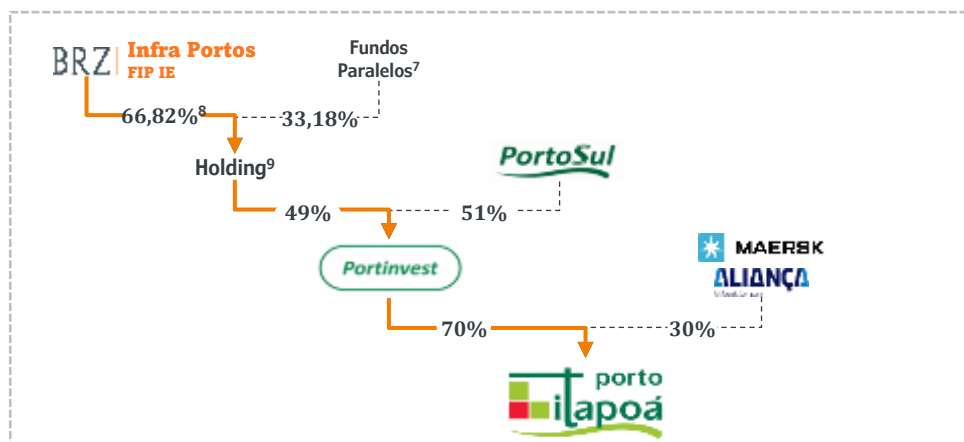 BRZ Infra Portos
FIP IE
Fundos
Paralelos⁷
66,82%⁸
33,18%
Holding⁹
PortoSul
49%
51%
Portinvest
MAERSK
ALIANÇA
70%
30%
porto
itapoá